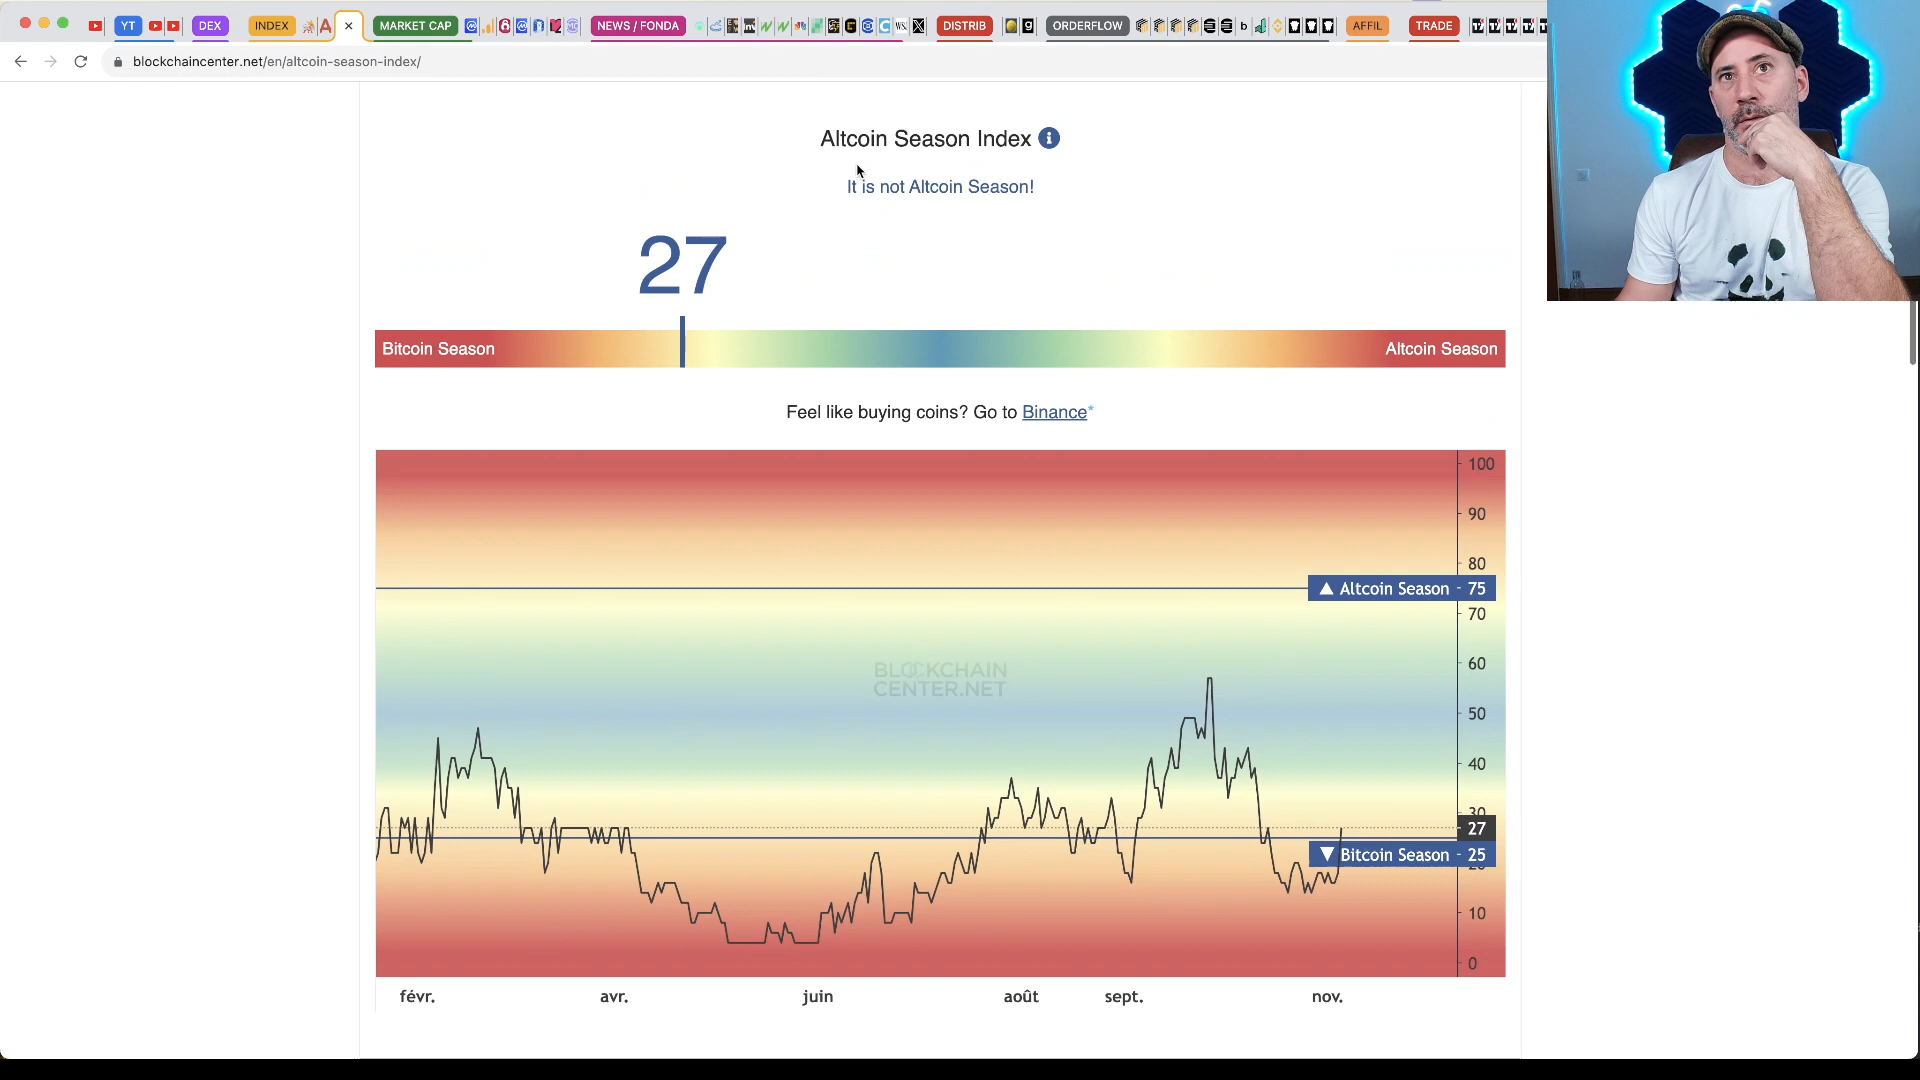 YT
DEX
INDEX
MARKET CAP
NEWS / FONDA
DISTRIB
ORDERFLOW
AFFIL
TRADE
blockchaincenter.net/en/altcoin-season-index/
Altcoin Season Index
It is not Altcoin Season!
27
Bitcoin Season
Altcoin Season
Feel like buying coins? Go to Binance*
100
90
80
▲ Altcoin Season - 75
70
60
BLOCKCHAIN
CENTER.NET
50
40
30
27
▼ Bitcoin Season - 25
10
0
févr.
avr.
juin
août
sept.
nov.